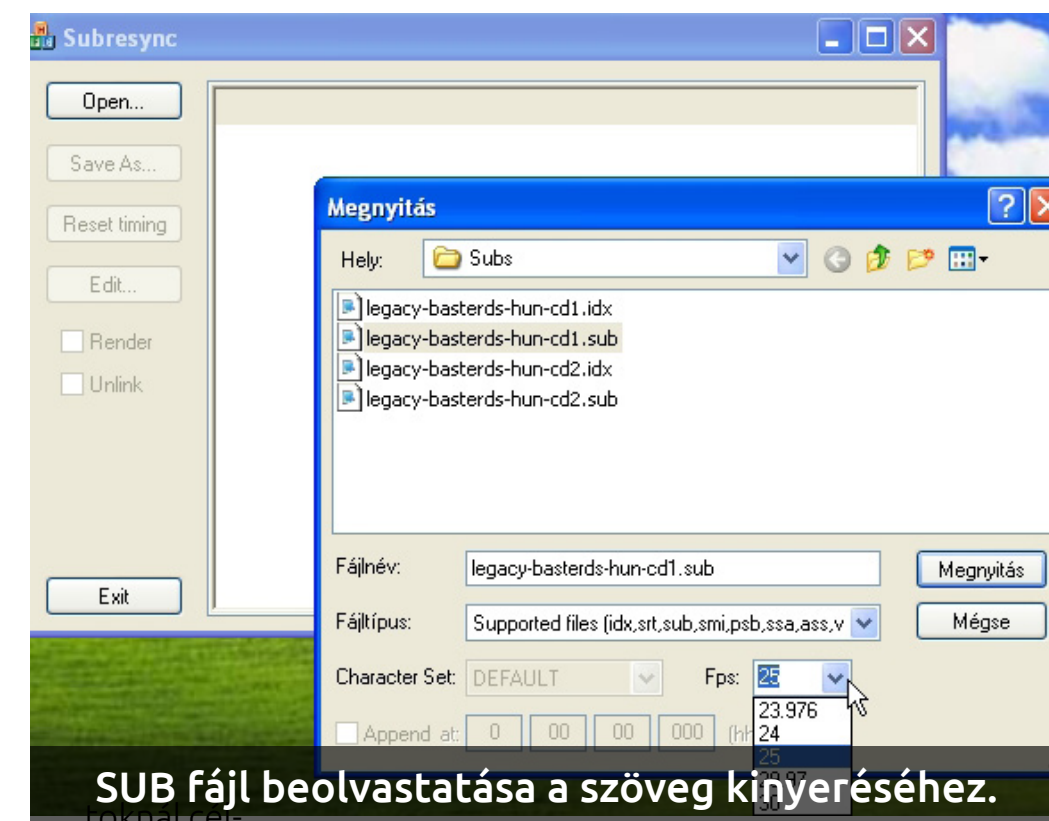 Subresync
Open...
Save As...
Reset timing
Edit...
Render
Unlink
Exit
Megnyitás
Hely: Subs
legacy-basterds-hun-cd1.idx
legacy-basterds-hun-cd1.sub
legacy-basterds-hun-cd2.idx
legacy-basterds-hun-cd2.sub
Fájlnév: legacy-basterds-hun-cd1.sub Megnyitás
Fájltípus: Supported files (idx,srt,sub,smi,psb,ssa,ass,v Mégse
Character Set: DEFAULT Fps: 25
23.976
24
25
30
Append at: 0 00 00 000 (hh
SUB fájl beolvastatása a szöveg kinyeréséhez.